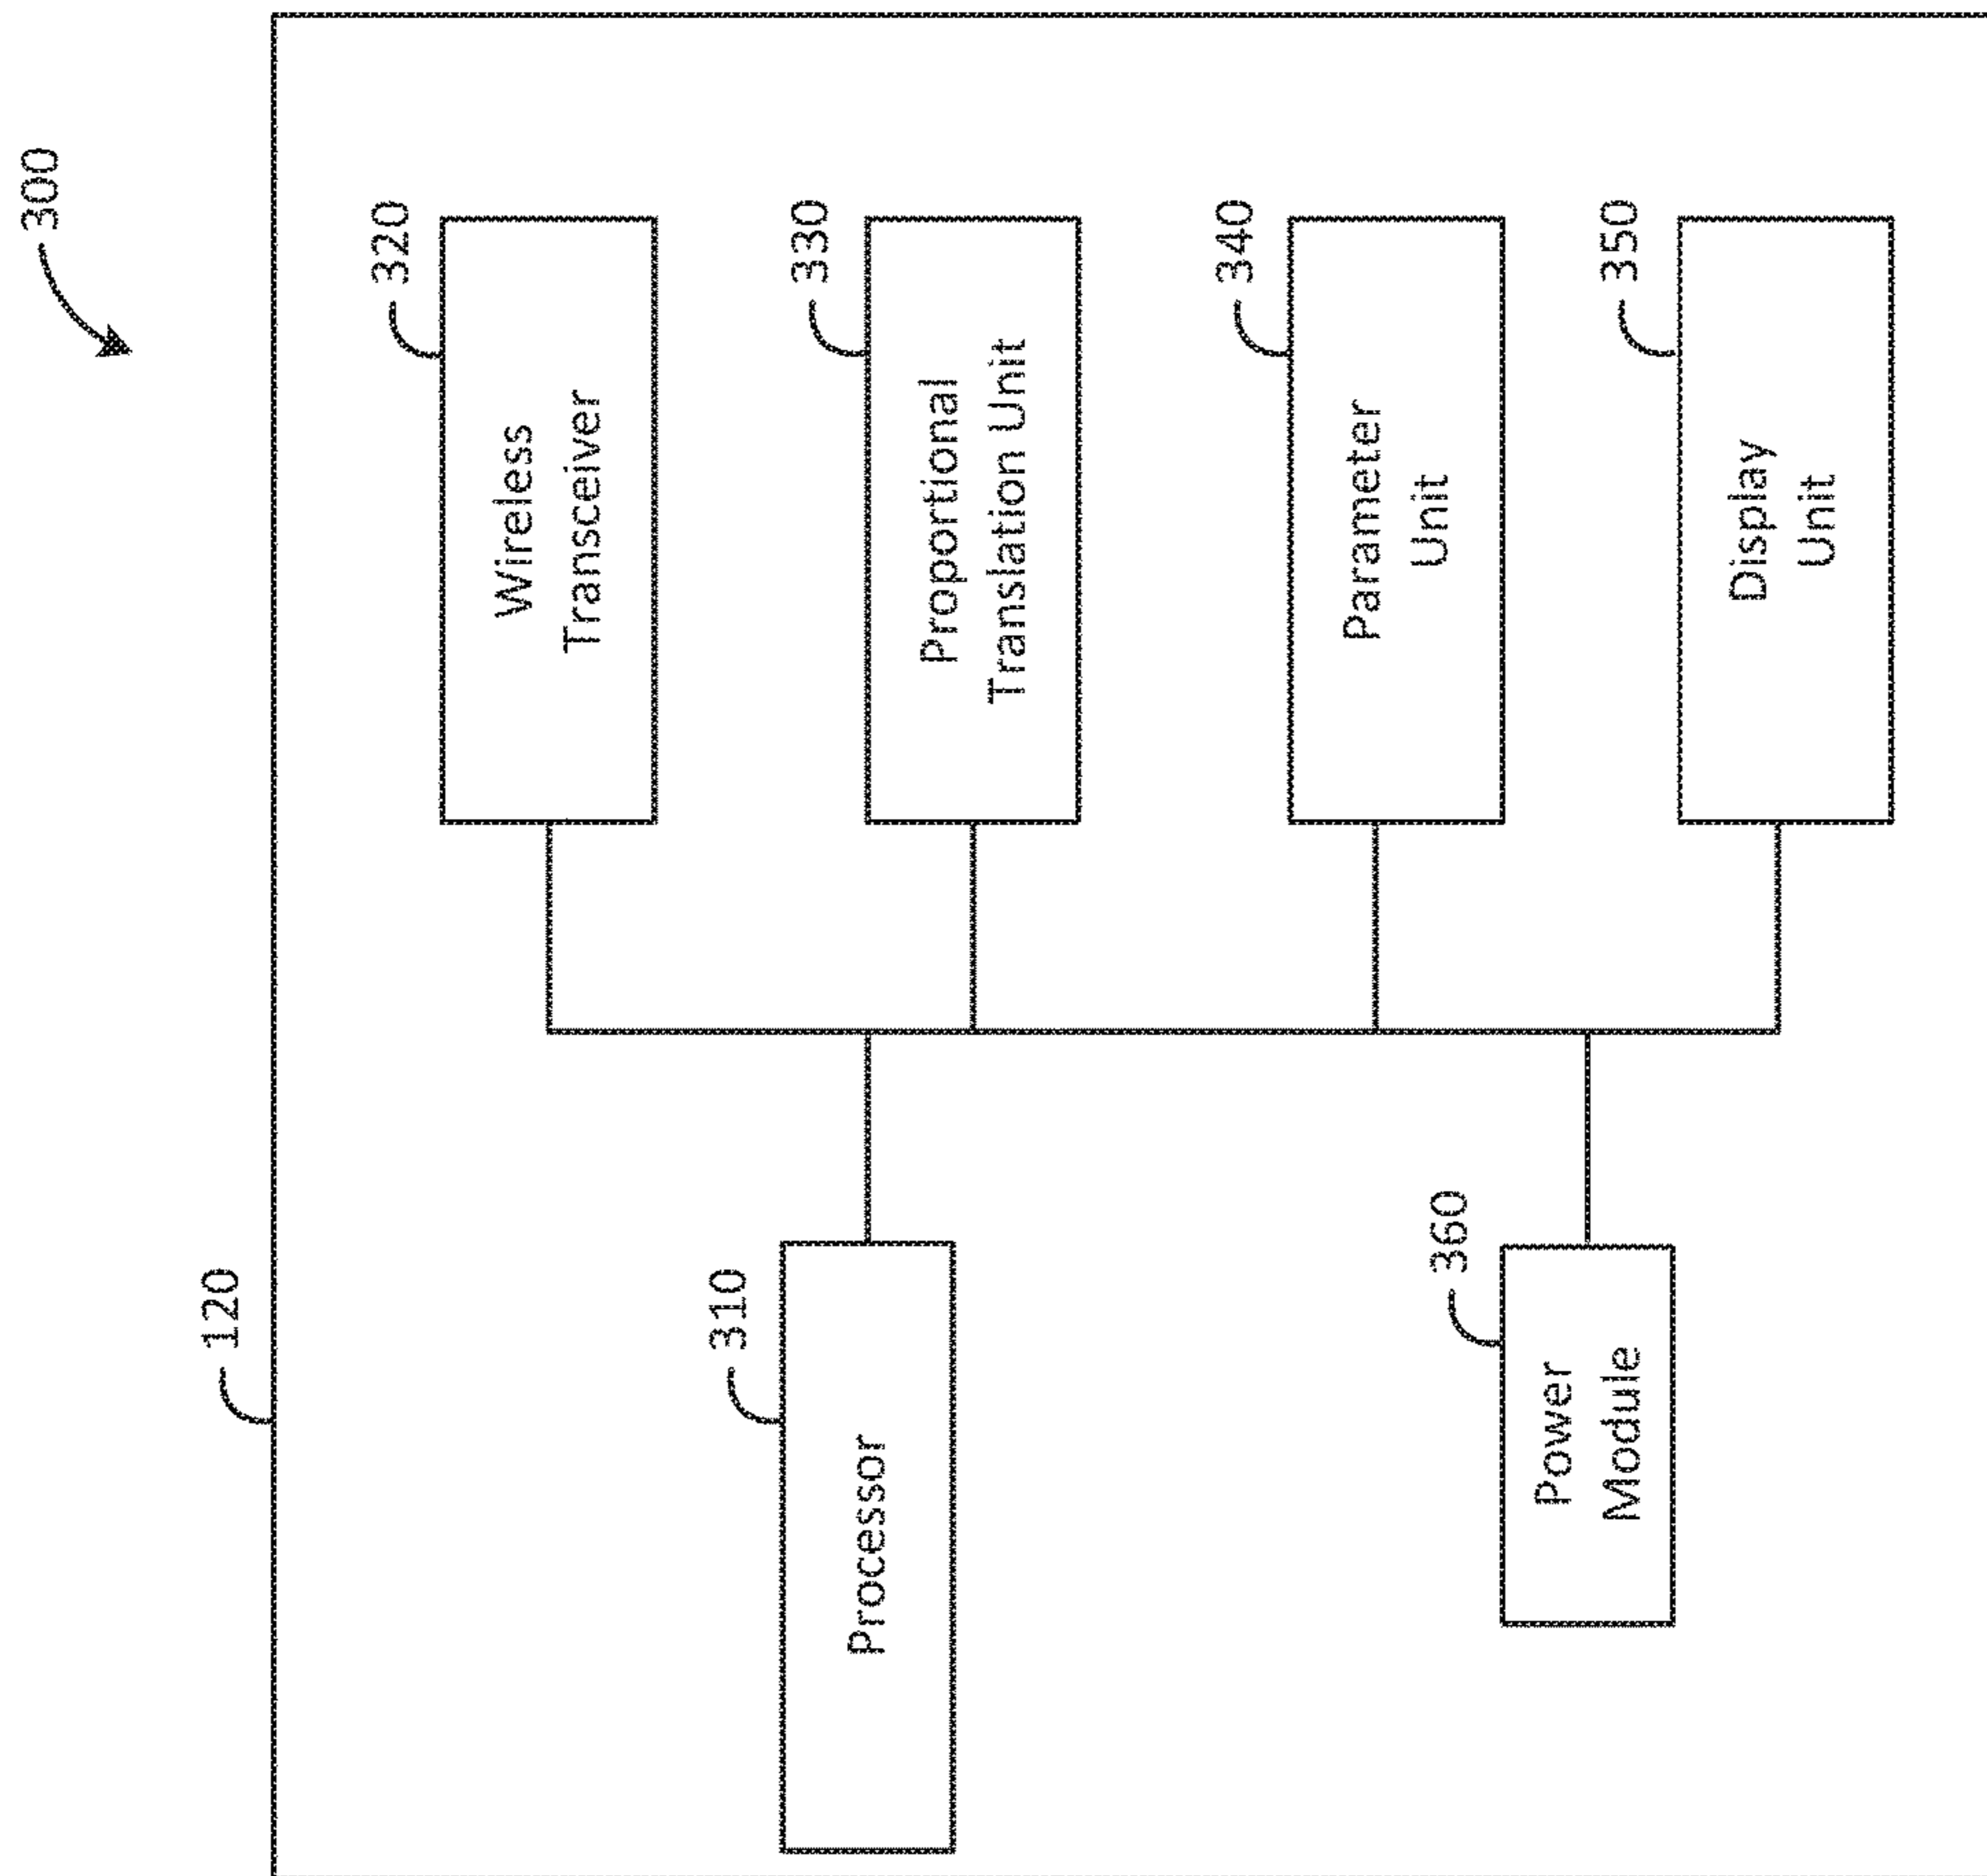 300
120
310
Processor
360
Power
Module
320
Wireless
Transceiver
330
Proportional
Translation Unit
340
Parameter
Unit
350
Display
Unit